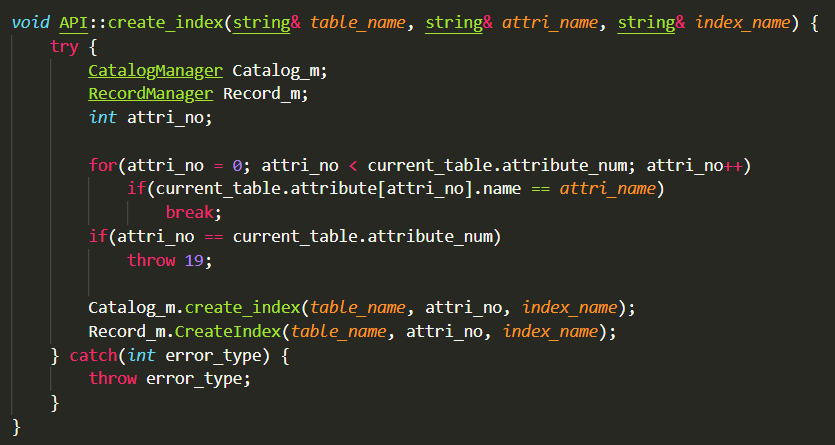 void API::create_index(string& table_name, string& attri_name, string& index_name) {
    try {
        CatalogManager Catalog_m;
        RecordManager Record_m;
        int attri_no;

        for(attri_no = 0; attri_no < current_table.attribute_num; attri_no++)
            if(current_table.attribute[attri_no].name == attri_name)
                break;
        if(attri_no == current_table.attribute_num)
            throw 19;

        Catalog_m.create_index(table_name, attri_no, index_name);
        Record_m.CreateIndex(table_name, attri_no, index_name);
    } catch(int error_type) {
        throw error_type;
    }
}